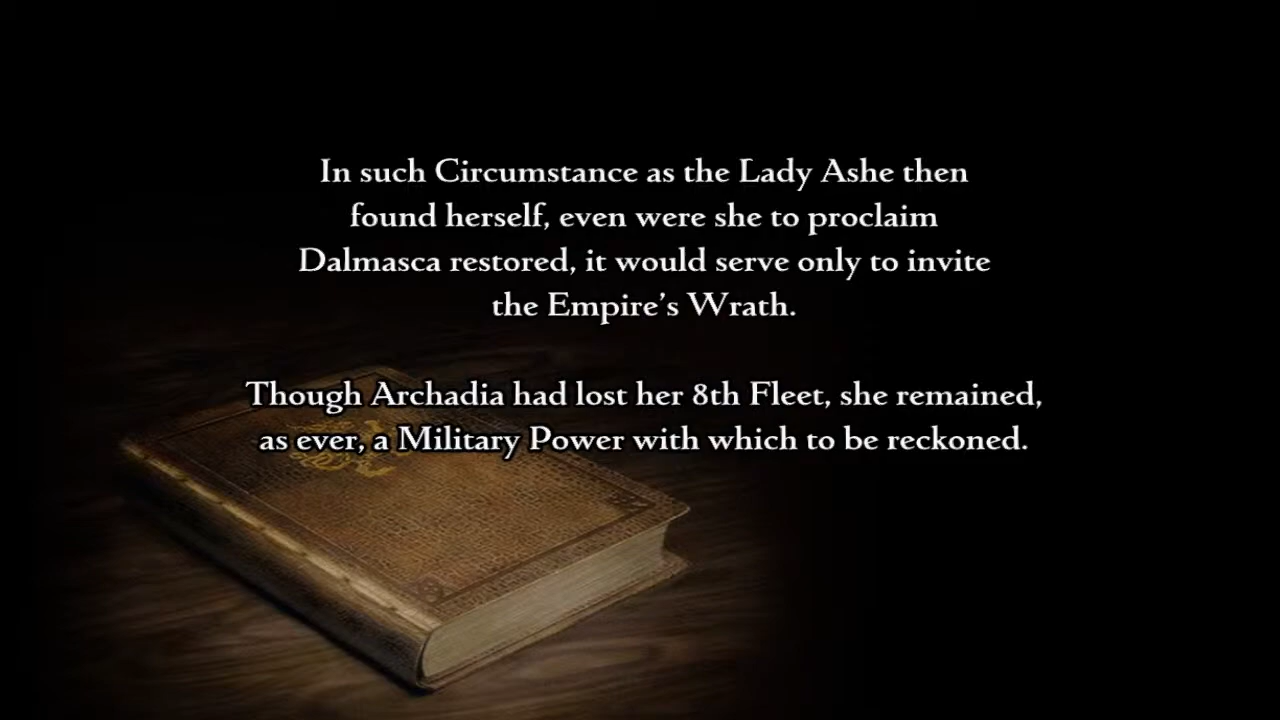 In such Circumstance as the Lady Ashe then
found herself, even were she to proclaim
Dalmasca restored, it would serve only to invite
the Empire’s Wrath.
Though Archadia had lost her 8th Fleet, she remained,
as ever, a Military Power with which to be reckoned.